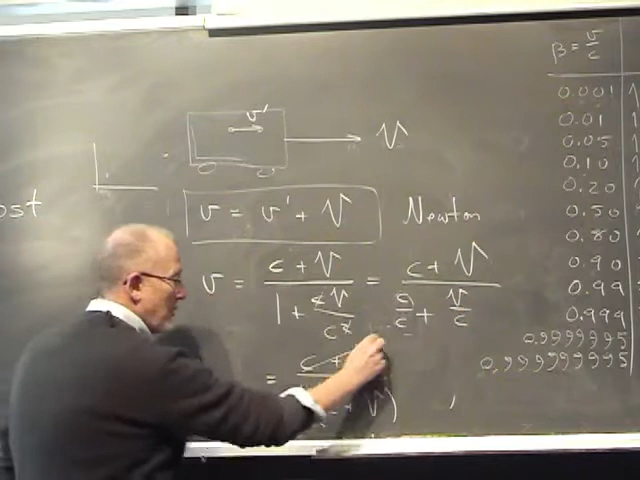 β = v/c
0.001
0.01
0.05
0.10
0.20
0.50
0.80
0.90
0.99
0.999
0.9999995
0.999999995
v'
V
ost
v = v' + V
Newton
v = (c + V)/(1 + cV/c²) = (c + V)/(c/c + V/c)
=
+ V)